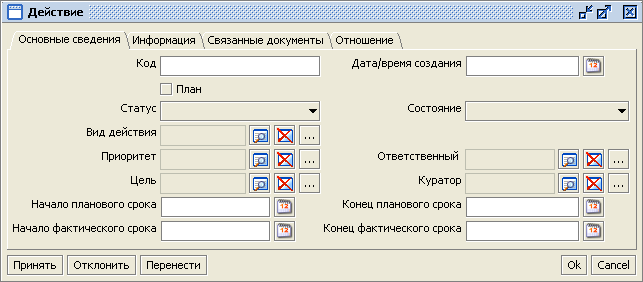 Действие
Основные сведения Информация Связанные документы Отношение
Код Дата/время создания
План
Статус Состояние
Вид действия ...
Приоритет ... Ответственный ...
Цель ... Куратор ...
Начало планового срока Конец планового срока
Начало фактического срока Конец фактического срока
Принять Отклонить Перенести Ok Cancel